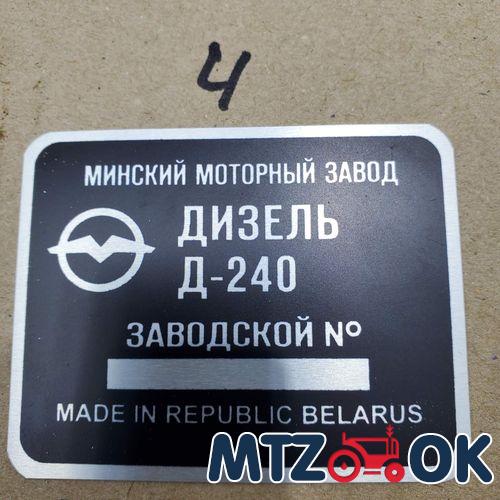 4
МИНСКИЙ МОТОРНЫЙ ЗАВОД
ДИЗЕЛЬ
Д-240
ЗАВОДСКОЙ №
MADE IN REPUBLIC BELARUS
MTZ OK